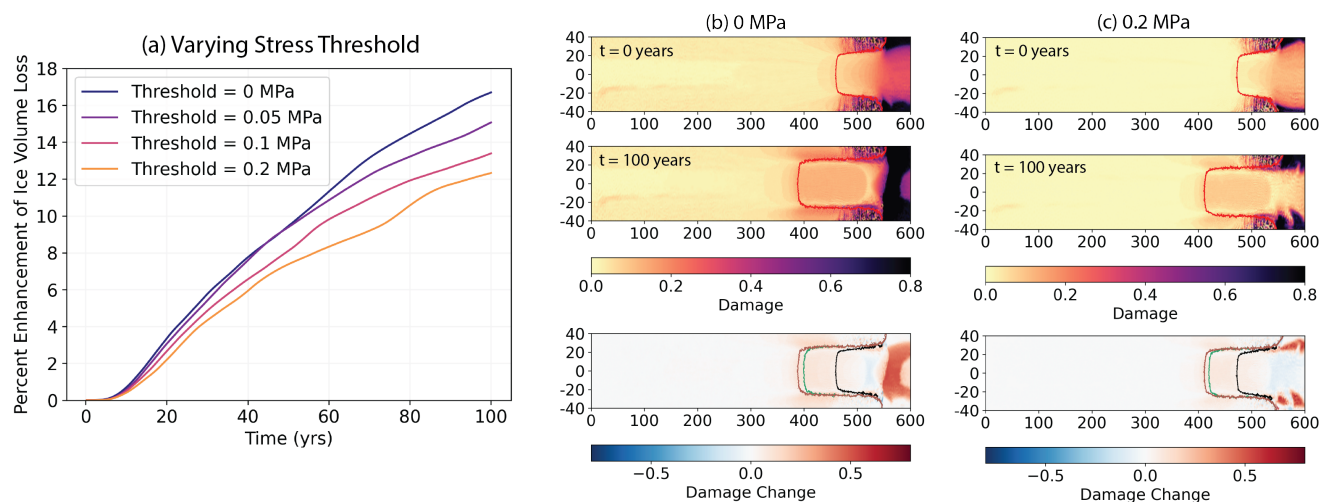 (a) Varying Stress Threshold
Percent Enhancement of Ice Volume Loss
18
16
14
12
10
8
6
4
2
0
Threshold = 0 MPa
Threshold = 0.05 MPa
Threshold = 0.1 MPa
Threshold = 0.2 MPa
0 20 40 60 80 100
Time (yrs)
(b) 0 MPa
40
20
0
-20
-40
t = 0 years
0 100 200 300 400 500 600
40
20
0
-20
-40
t = 100 years
0 100 200 300 400 500 600
0.0 0.2 0.4 0.6 0.8
Damage
40
20
0
-20
-40
0 100 200 300 400 500 600
−0.5 0.0 0.5
Damage Change
(c) 0.2 MPa
40
20
0
-20
-40
t = 0 years
0 100 200 300 400 500 600
40
20
0
-20
-40
t = 100 years
0 100 200 300 400 500 600
0.0 0.2 0.4 0.6 0.8
Damage
40
20
0
-20
-40
0 100 200 300 400 500 600
−0.5 0.0 0.5
Damage Change